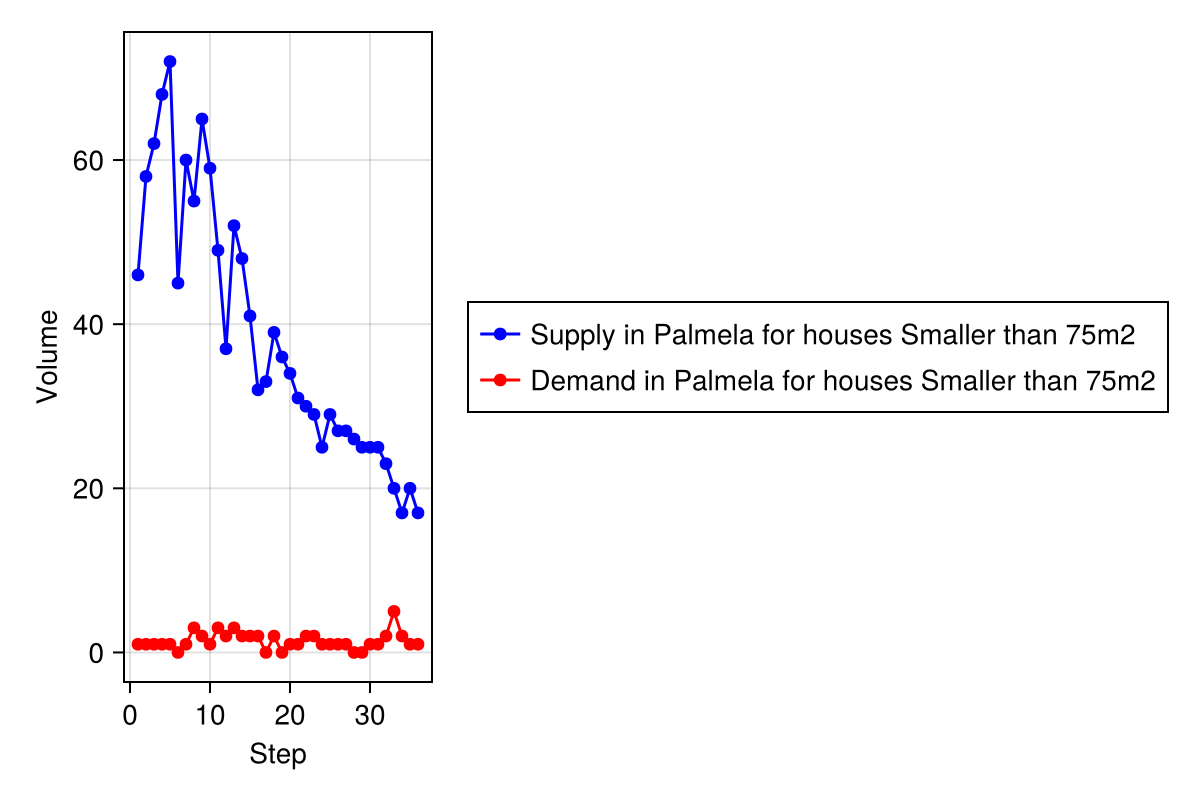 Volume
60
40
20
0
0 10 20 30
Step
Supply in Palmela for houses Smaller than 75m2
Demand in Palmela for houses Smaller than 75m2